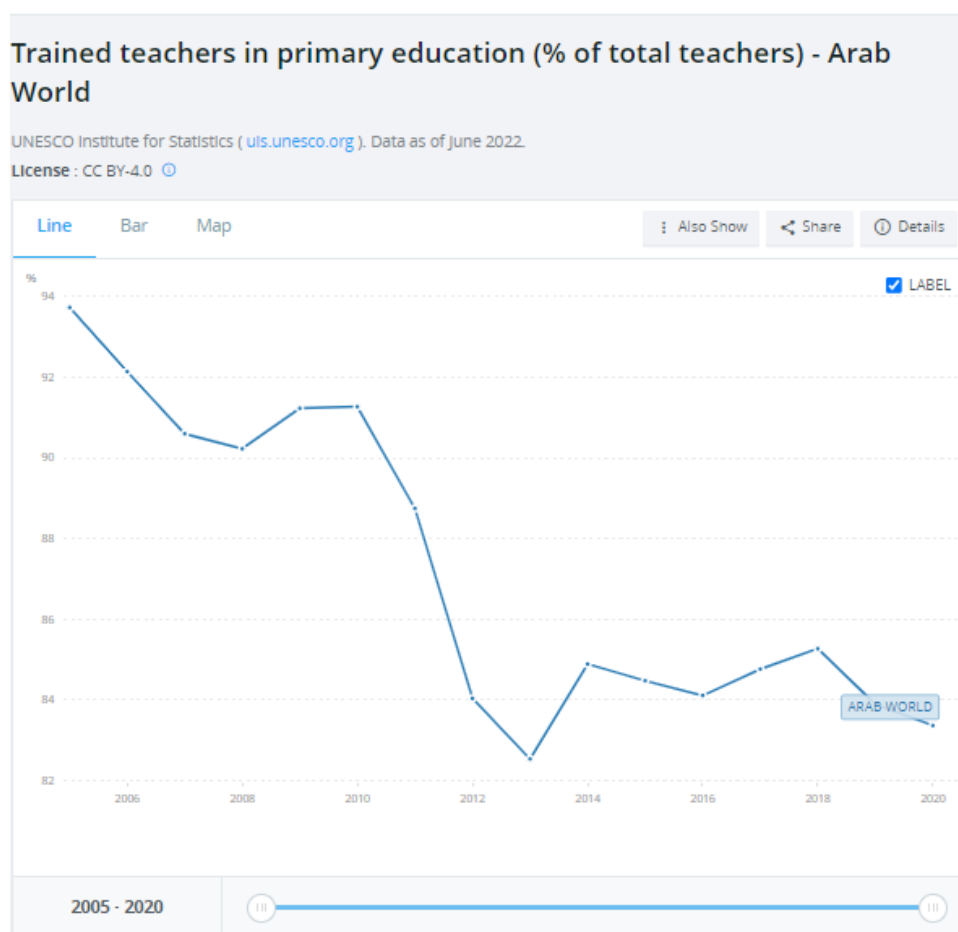 Trained teachers in primary education (% of total teachers) - Arab
World
UNESCO Institute for Statistics ( uis.unesco.org ). Data as of June 2022.
License : CC BY-4.0
Line Bar Map Also Show Share Details
%
LABEL
94
92
90
88
86
84
ARAB WORLD
82
2006 2008 2010 2012 2014 2016 2018 2020
2005 - 2020